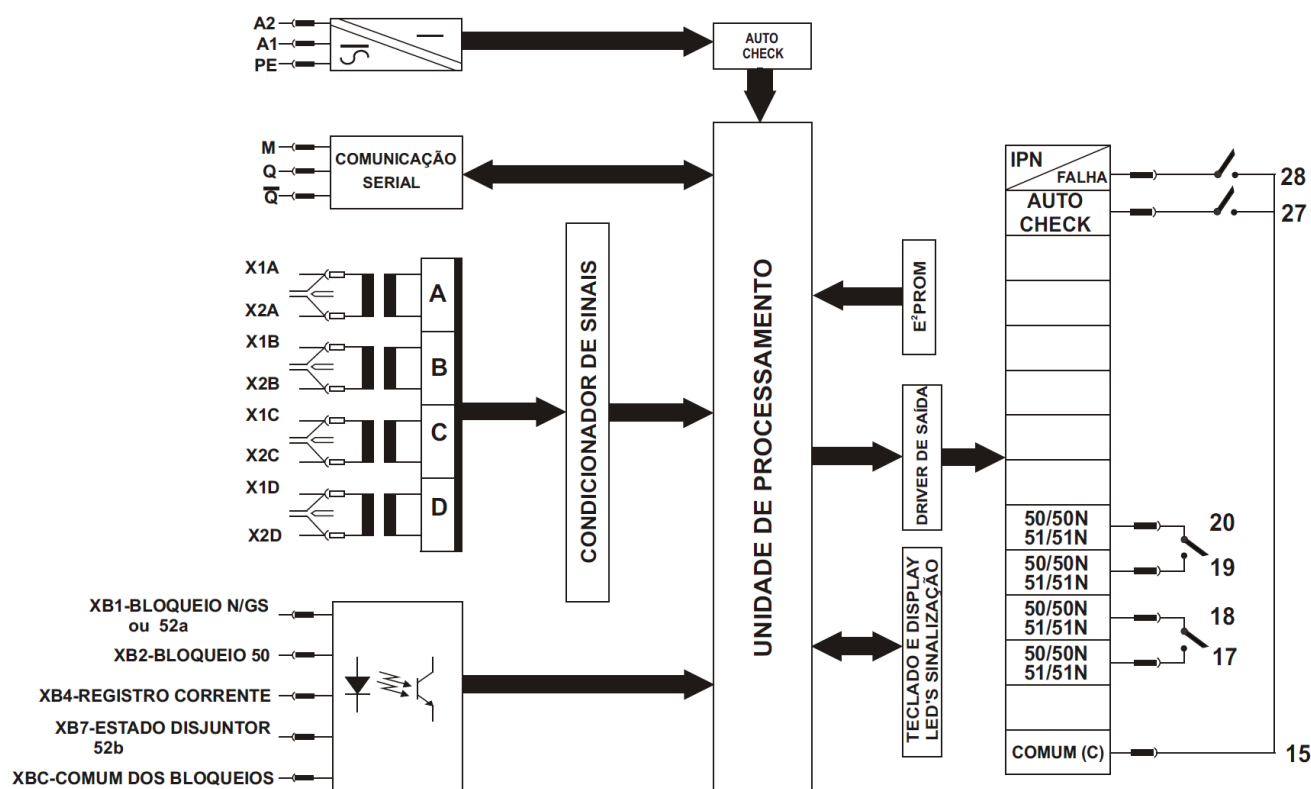 A2
A1
PE
AUTO
CHECK
M
Q
Q̅
COMUNICAÇÃO
SERIAL
X1A
X2A
X1B
X2B
X1C
X2C
X1D
X2D
A
B
C
D
CONDICIONADOR DE SINAIS
UNIDADE DE PROCESSAMENTO
E²PROM
DRIVER DE SAÍDA
TECLADO E DISPLAY
LED'S SINALIZAÇÃO
XB1-BLOQUEIO N/GS
ou 52a
XB2-BLOQUEIO 50
XB4-REGISTRO CORRENTE
XB7-ESTADO DISJUNTOR
52b
XBC-COMUM DOS BLOQUEIOS
IPN
FALHA
28
AUTO
CHECK
27
50/50N
51/51N
20
50/50N
51/51N
19
50/50N
51/51N
18
50/50N
51/51N
17
COMUM (C)
15